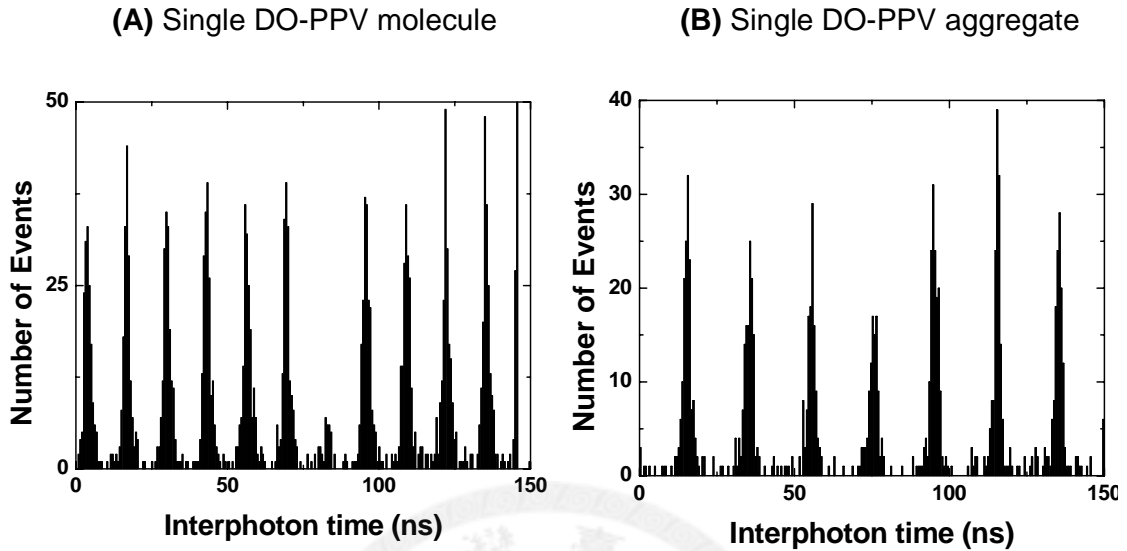 (A) Single DO-PPV molecule
(B) Single DO-PPV aggregate
50
25
0
0
50
100
150
Number of Events
Interphoton time (ns)
40
30
20
10
0
0
50
100
150
Number of Events
Interphoton time (ns)